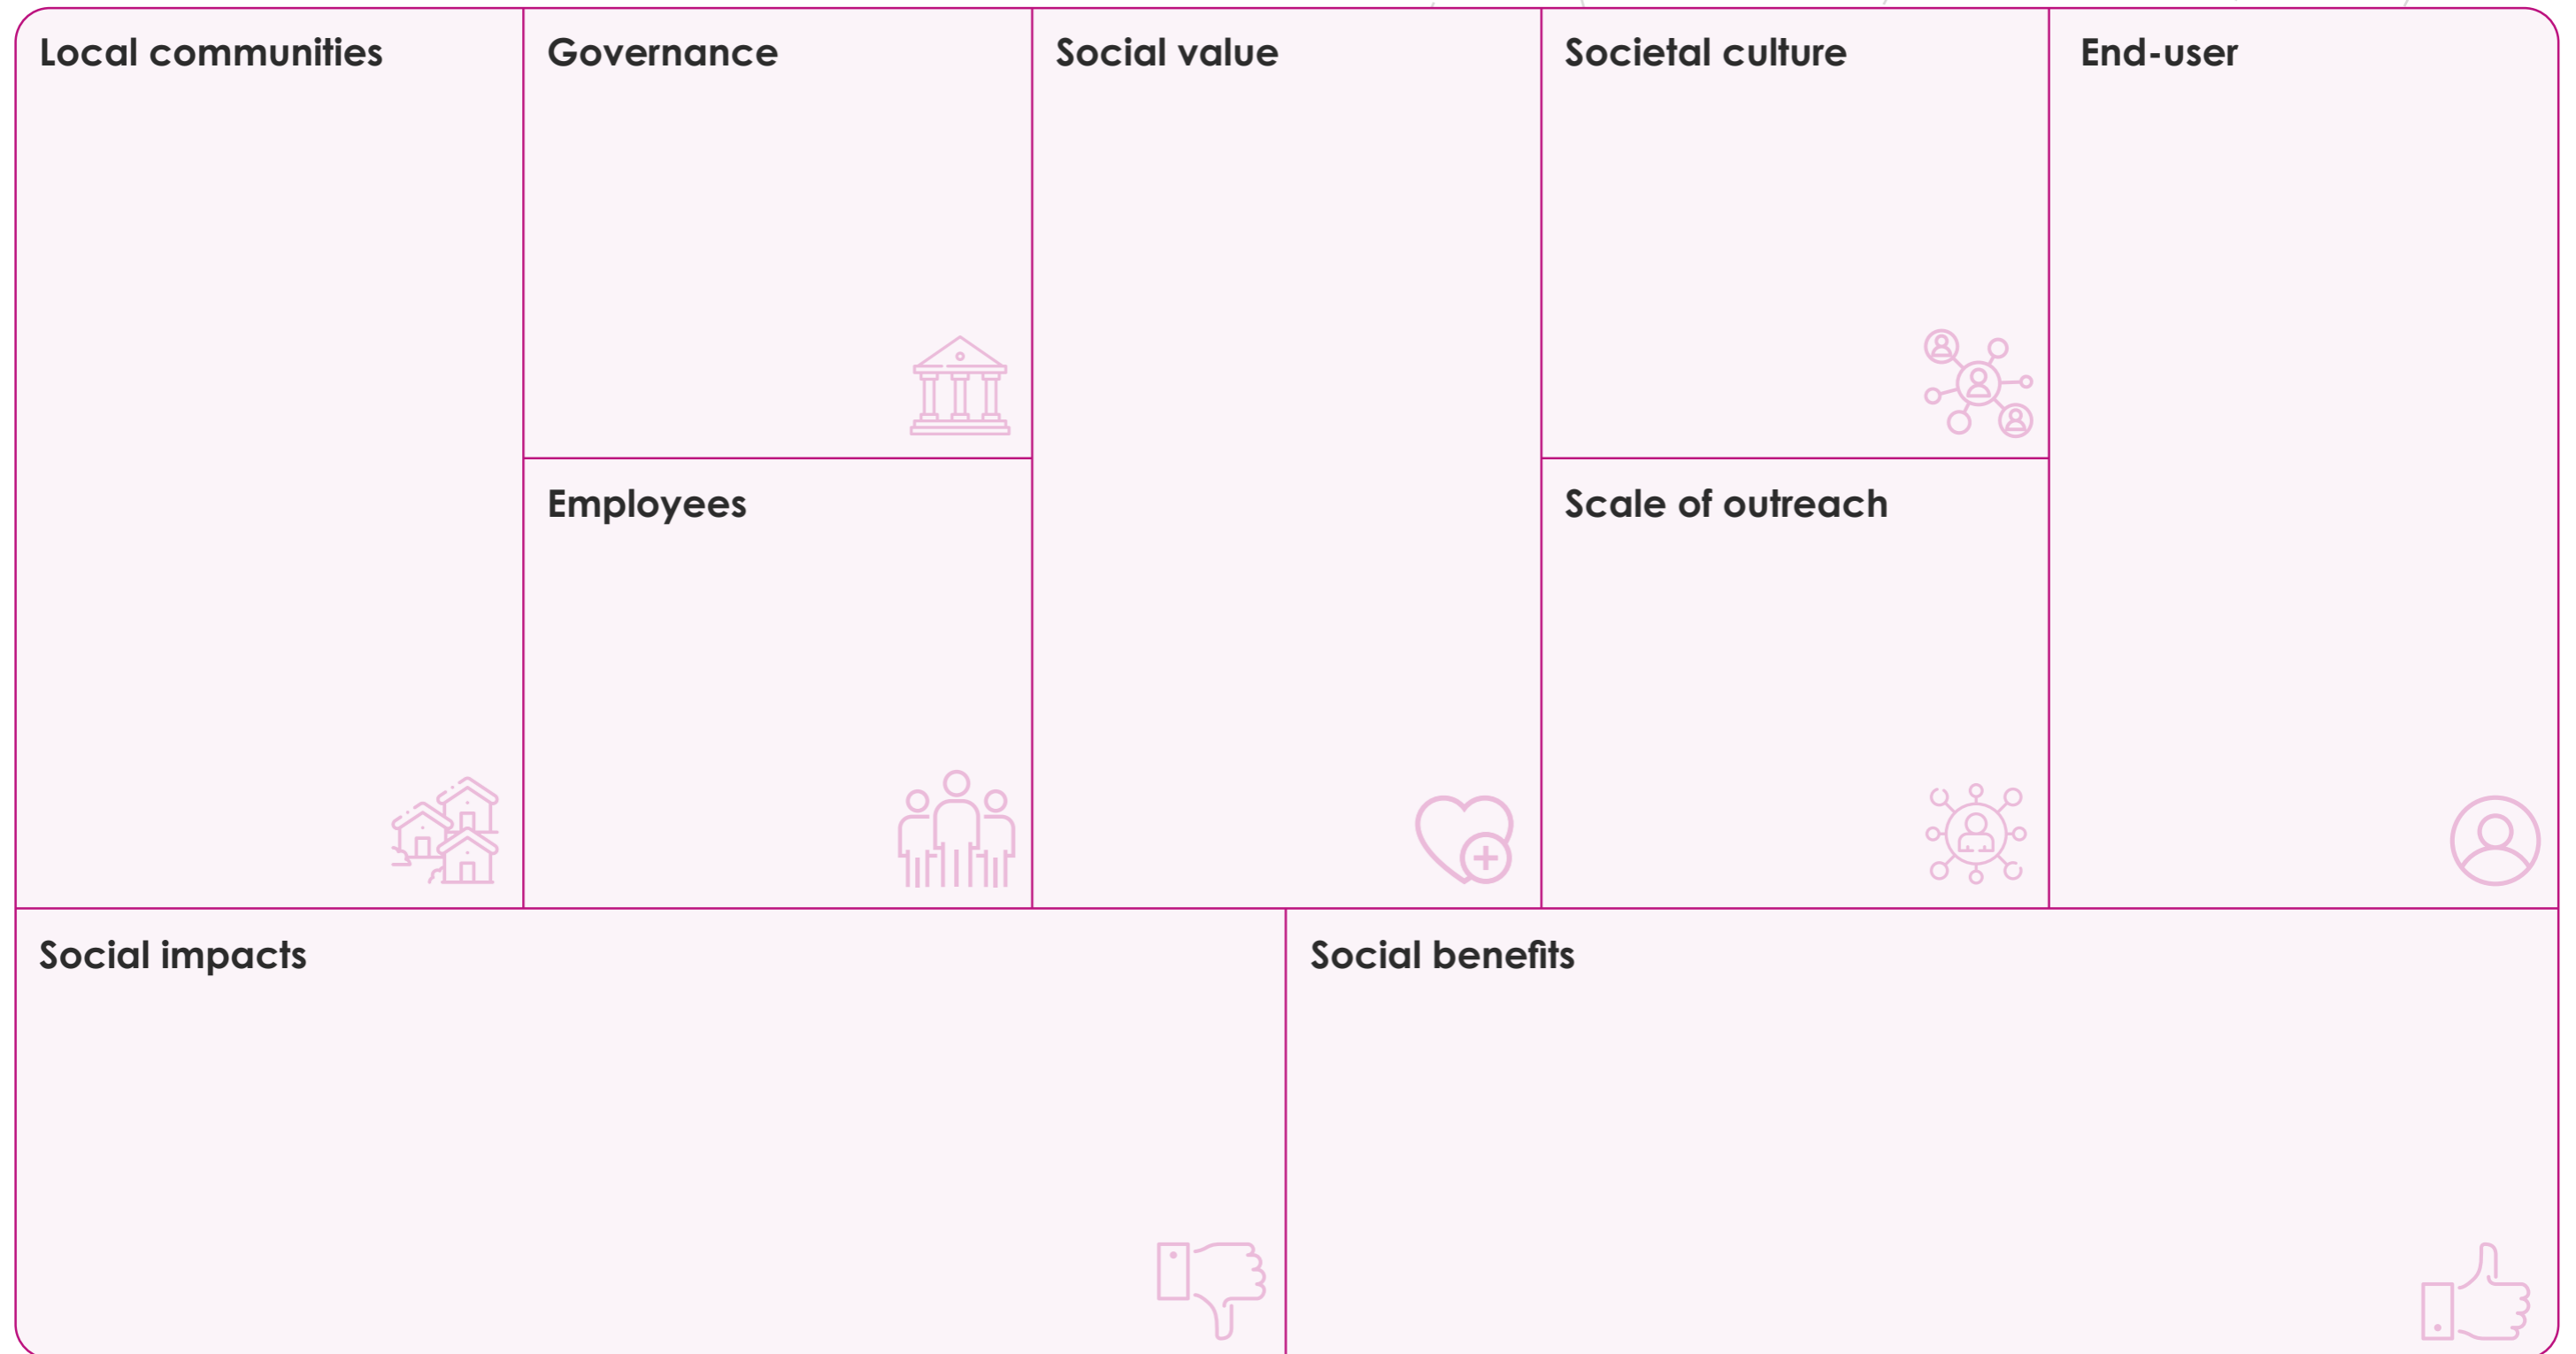 Local communities
Governance
Social value
Societal culture
End-user
Employees
Scale of outreach
Social impacts
Social benefits